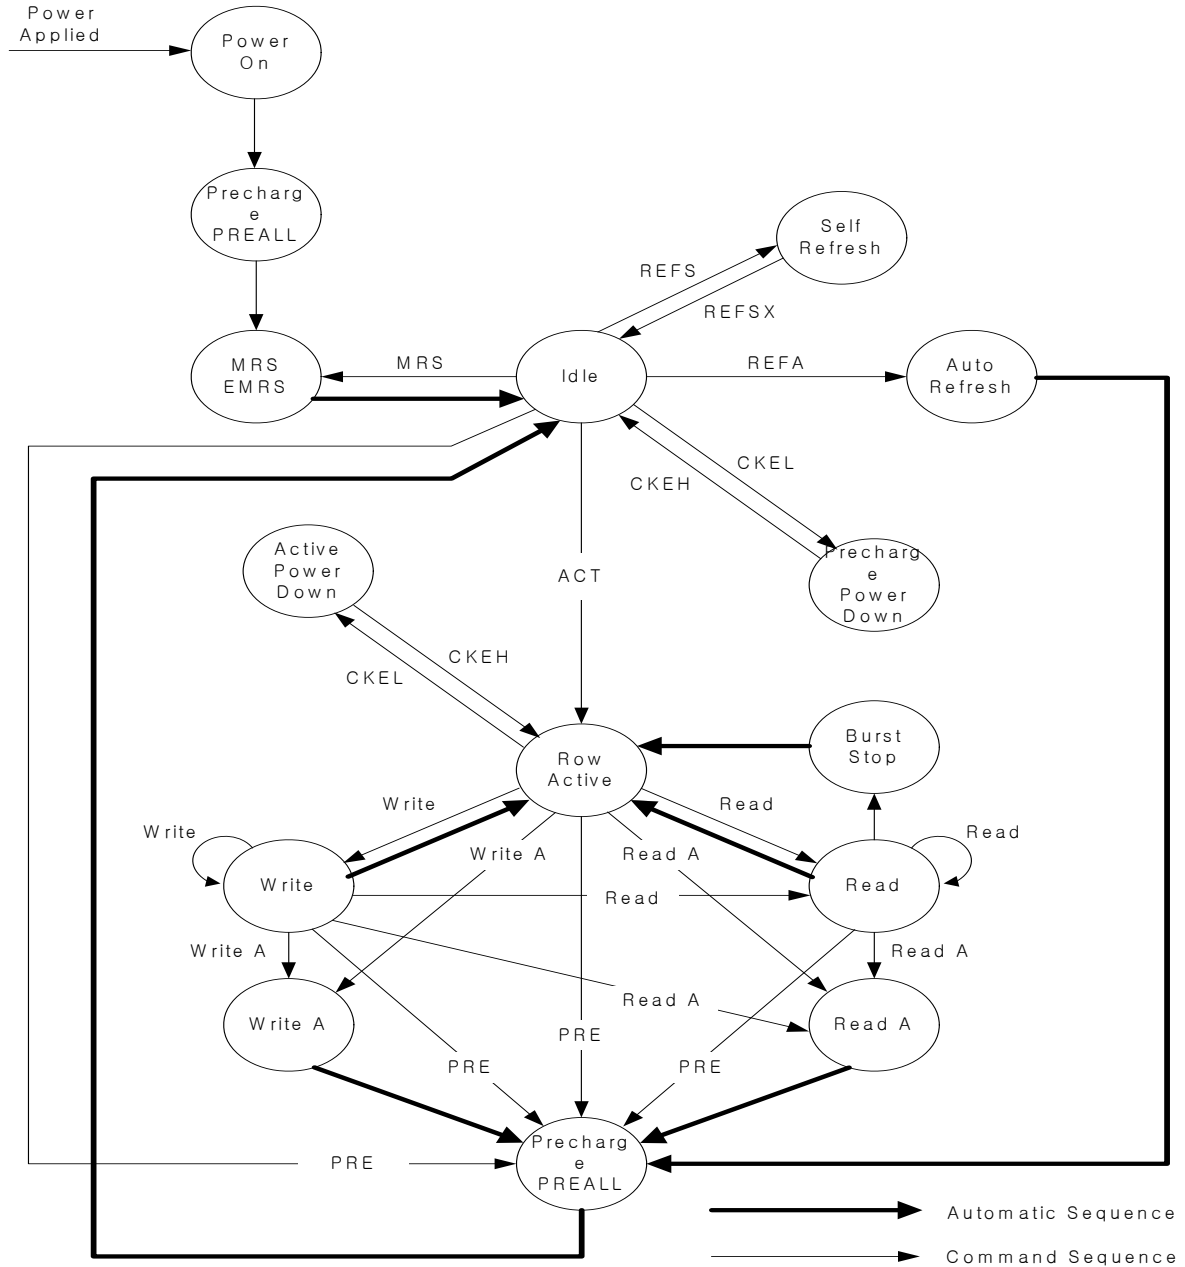 Power
Applied
Power
On
Precharg
e
PREALL
Self
Refresh
REFS
REFSX
MRS
EMRS
MRS
Idle
REFA
Auto
Refresh
CKEL
CKEH
Active
Power
Down
ACT
Precharg
e
Power
Down
CKEH
CKEL
Row
Active
Burst
Stop
Write
Read
Write
Write A
Read A
Read
Write
Read
Read
Write A
Read A
Write A
Read A
Read A
PRE
PRE
PRE
Precharg
e
PREALL
PRE
Automatic Sequence
Command Sequence